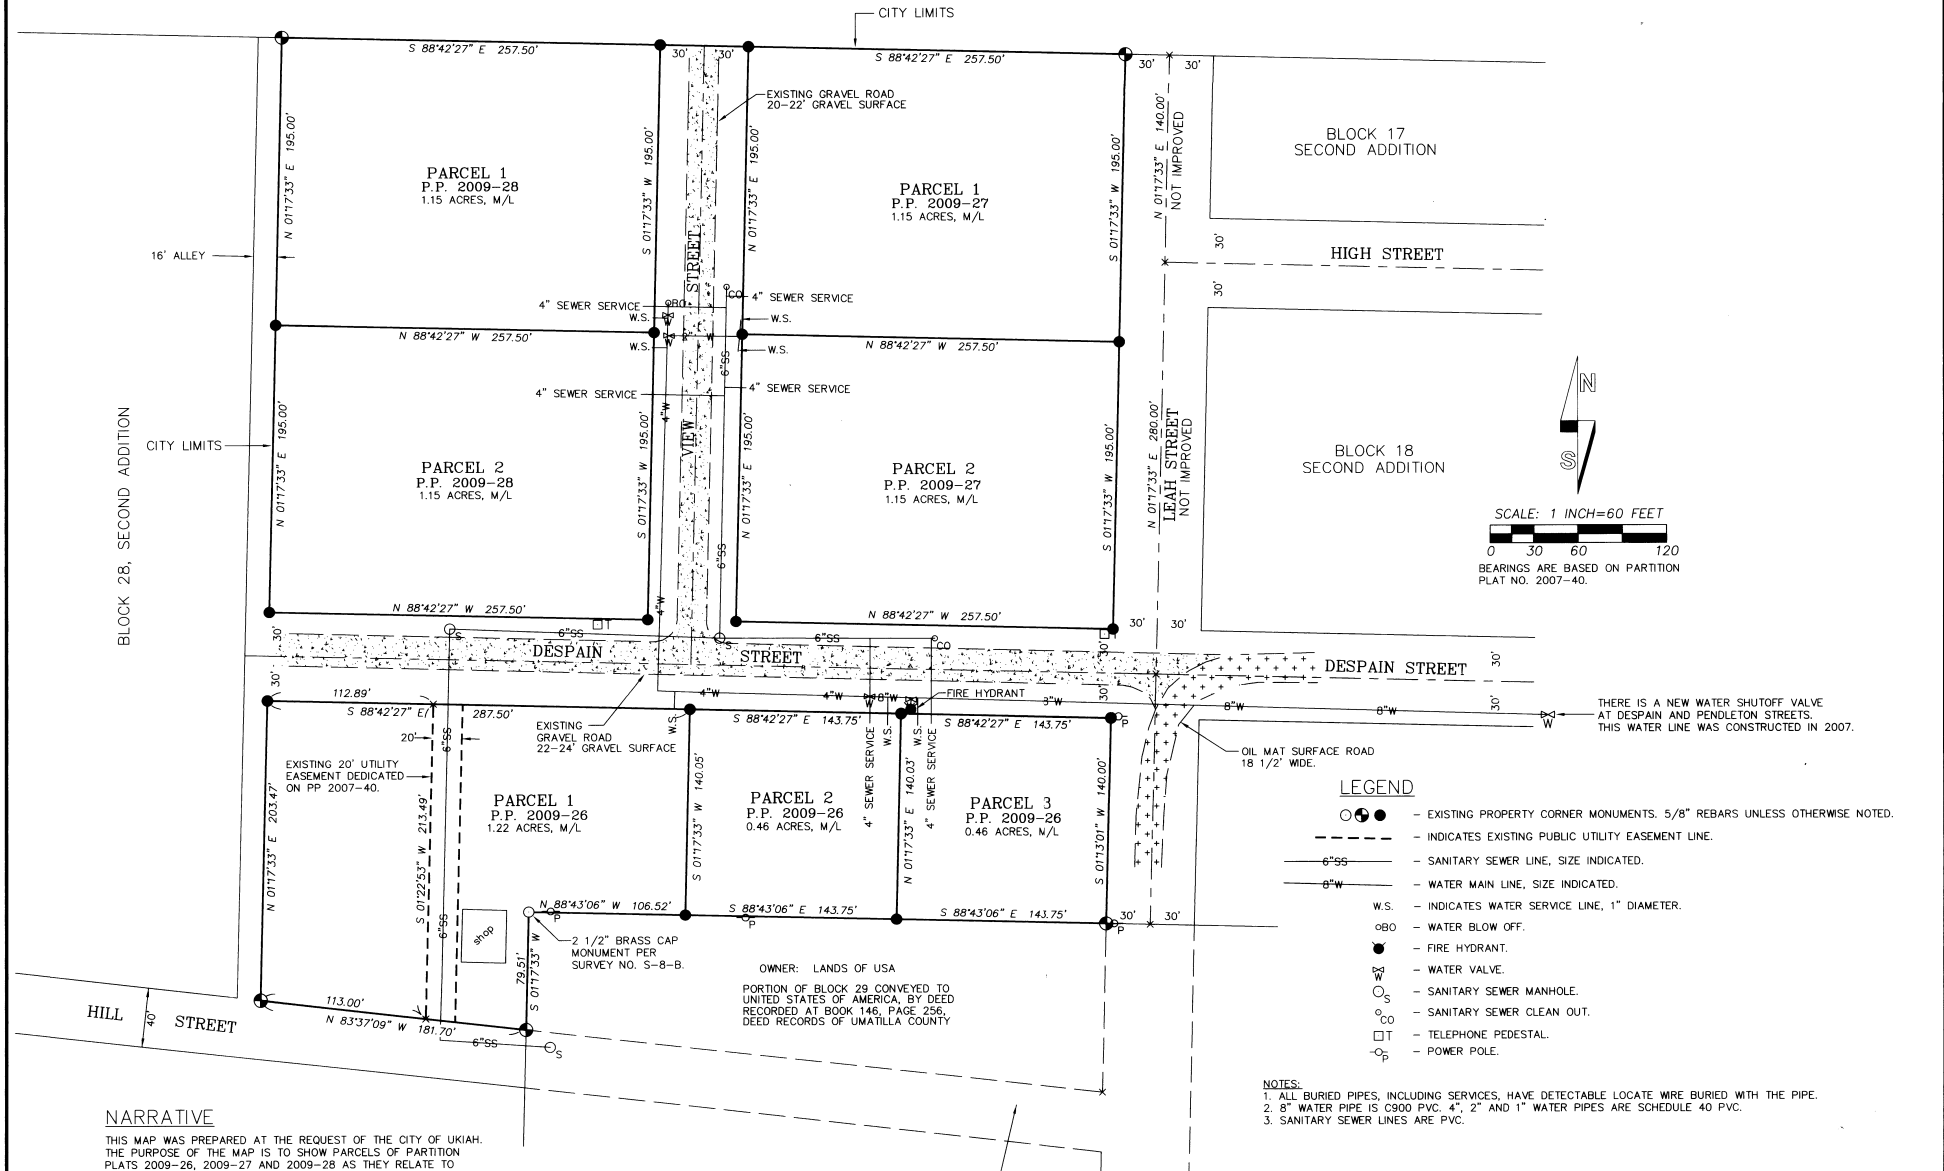 CITY LIMITS
S 88°42'27" E 257.50'
30'
30'
S 88°42'27" E 257.50'
30'
30'
EXISTING GRAVEL ROAD
20-22' GRAVEL SURFACE
N 01°17'33" E 195.00'
PARCEL 1
P.P. 2009-28
1.15 ACRES, M/L
S 01°17'33" W 195.00'
N 01°17'33" E 195.00'
PARCEL 1
P.P. 2009-27
1.15 ACRES, M/L
S 01°17'33" W 195.00'
N 01°17'33" E 140.00'
NOT IMPROVED
BLOCK 17
SECOND ADDITION
16' ALLEY
30'
HIGH STREET
30'
VIEW STREET
4" SEWER SERVICE
BO
CO
4" SEWER SERVICE
W.S.
W
W.S.
W.S.
W
W
W.S.
N 88°42'27" W 257.50'
N 88°42'27" W 257.50'
6"SS
4" SEWER SERVICE
4" SEWER SERVICE
4"W
BLOCK 28, SECOND ADDITION
CITY LIMITS
N 01°17'33" E 195.00'
PARCEL 2
P.P. 2009-28
1.15 ACRES, M/L
S 01°17'33" W 195.00'
N 01°17'33" E 195.00'
PARCEL 2
P.P. 2009-27
1.15 ACRES, M/L
S 01°17'33" W 195.00'
N 01°17'33" E 280.00'
LEAH STREET
NOT IMPROVED
BLOCK 18
SECOND ADDITION
N
S
SCALE: 1 INCH=60 FEET
0 30 60 120
BEARINGS ARE BASED ON PARTITION
PLAT NO. 2007-40.
6"SS
4"W
N 88°42'27" W 257.50'
N 88°42'27" W 257.50'
30'
30'
30'
S
6"SS
T
S
6"SS
CO
T
30'
30'
DESPAIN STREET
DESPAIN STREET
30'
30'
30'
112.89'
S 88°42'27" E
287.50'
4"W
4"W
8"W
W
FIRE HYDRANT
8"W
8"W
8"W
W
THERE IS A NEW WATER SHUTOFF VALVE
AT DESPAIN AND PENDLETON STREETS.
THIS WATER LINE WAS CONSTRUCTED IN 2007.
S 88°42'27" E 143.75'
S 88°42'27" E 143.75'
P
20'
6"SS
EXISTING
GRAVEL ROAD
22-24' GRAVEL SURFACE
W.S.
W.S.
W.S.
OIL MAT SURFACE ROAD
18 1/2' WIDE.
EXISTING 20' UTILITY
EASEMENT DEDICATED
ON PP 2007-40.
N 01°17'33" E 203.47'
S 01°22'53" W 213.49'
PARCEL 1
P.P. 2009-26
1.22 ACRES, M/L
S 01°17'33" W 140.05'
PARCEL 2
P.P. 2009-26
0.46 ACRES, M/L
4" SEWER SERVICE
N 01°17'33" E 140.03'
4" SEWER SERVICE
PARCEL 3
P.P. 2009-26
0.46 ACRES, M/L
S 01°13'01" W 140.00'
6"SS
shop
N 88°43'06" W 106.52'
P
S 88°43'06" E 143.75'
P
S 88°43'06" E 143.75'
P
30'
30'
2 1/2" BRASS CAP
MONUMENT PER
SURVEY NO. S-8-B.
79.51'
S 01°17'33" W
OWNER: LANDS OF USA
PORTION OF BLOCK 29 CONVEYED TO
UNITED STATES OF AMERICA, BY DEED
RECORDED AT BOOK 146, PAGE 256,
DEED RECORDS OF UMATILLA COUNTY
HILL STREET
40'
113.00'
N 83°37'09" W 181.70'
6"SS
S
LEGEND
- EXISTING PROPERTY CORNER MONUMENTS. 5/8" REBARS UNLESS OTHERWISE NOTED.
- INDICATES EXISTING PUBLIC UTILITY EASEMENT LINE.
6"SS - SANITARY SEWER LINE, SIZE INDICATED.
8"W - WATER MAIN LINE, SIZE INDICATED.
W.S. - INDICATES WATER SERVICE LINE, 1" DIAMETER.
BO - WATER BLOW OFF.
- FIRE HYDRANT.
W - WATER VALVE.
S - SANITARY SEWER MANHOLE.
CO - SANITARY SEWER CLEAN OUT.
T - TELEPHONE PEDESTAL.
P - POWER POLE.
NOTES:
1. ALL BURIED PIPES, INCLUDING SERVICES, HAVE DETECTABLE LOCATE WIRE BURIED WITH THE PIPE.
2. 8" WATER PIPE IS C900 PVC. 4", 2" AND 1" WATER PIPES ARE SCHEDULE 40 PVC.
3. SANITARY SEWER LINES ARE PVC.
NARRATIVE
THIS MAP WAS PREPARED AT THE REQUEST OF THE CITY OF UKIAH.
THE PURPOSE OF THE MAP IS TO SHOW PARCELS OF PARTITION
PLATS 2009-26, 2009-27 AND 2009-28 AS THEY RELATE TO